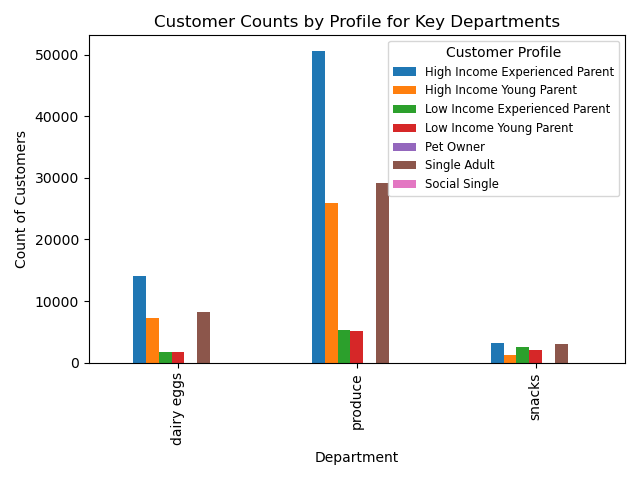 Customer Counts by Profile for Key Departments
Customer Profile
High Income Experienced Parent
High Income Young Parent
Low Income Experienced Parent
Low Income Young Parent
Pet Owner
Single Adult
Social Single
Count of Customers
50000
40000
30000
20000
10000
0
dairy eggs
produce
snacks
Department